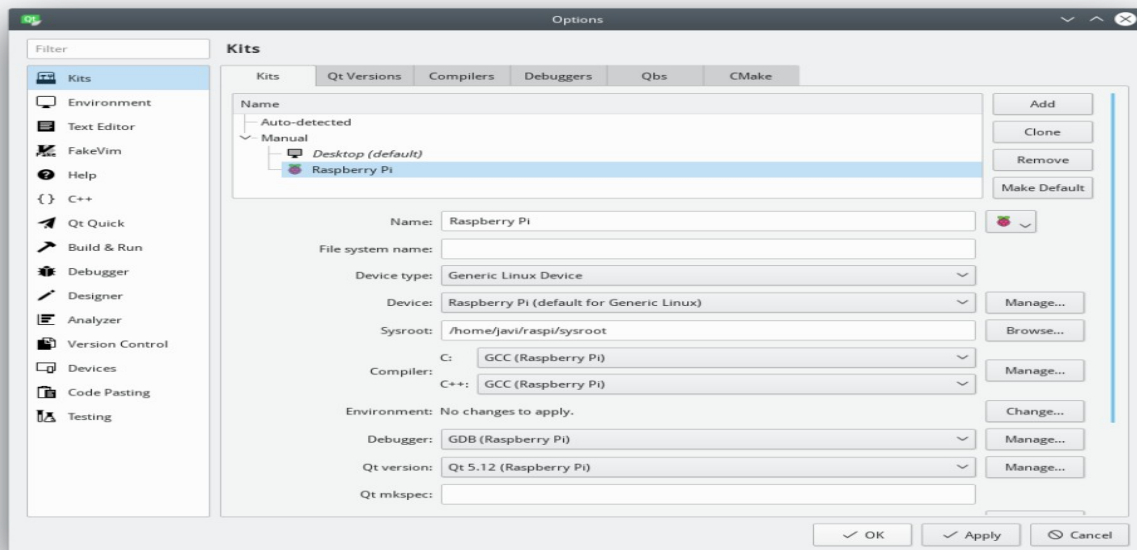 Options
Filter
Kits
Environment
Text Editor
FakeVim
Help
{} C++
Qt Quick
Build & Run
Debugger
Designer
Analyzer
Version Control
Devices
Code Pasting
Testing
Kits
Kits Qt Versions Compilers Debuggers Qbs CMake
Name
Auto-detected
Manual
Desktop (default)
Raspberry Pi
Add
Clone
Remove
Make Default
Name: Raspberry Pi
File system name:
Device type: Generic Linux Device
Device: Raspberry Pi (default for Generic Linux) Manage...
Sysroot: /home/javi/raspi/sysroot Browse...
Compiler: Manage...
C: GCC (Raspberry Pi)
C++: GCC (Raspberry Pi)
Environment: No changes to apply. Change...
Debugger: GDB (Raspberry Pi) Manage...
Qt version: Qt 5.12 (Raspberry Pi) Manage...
Qt mkspec:
OK Apply Cancel